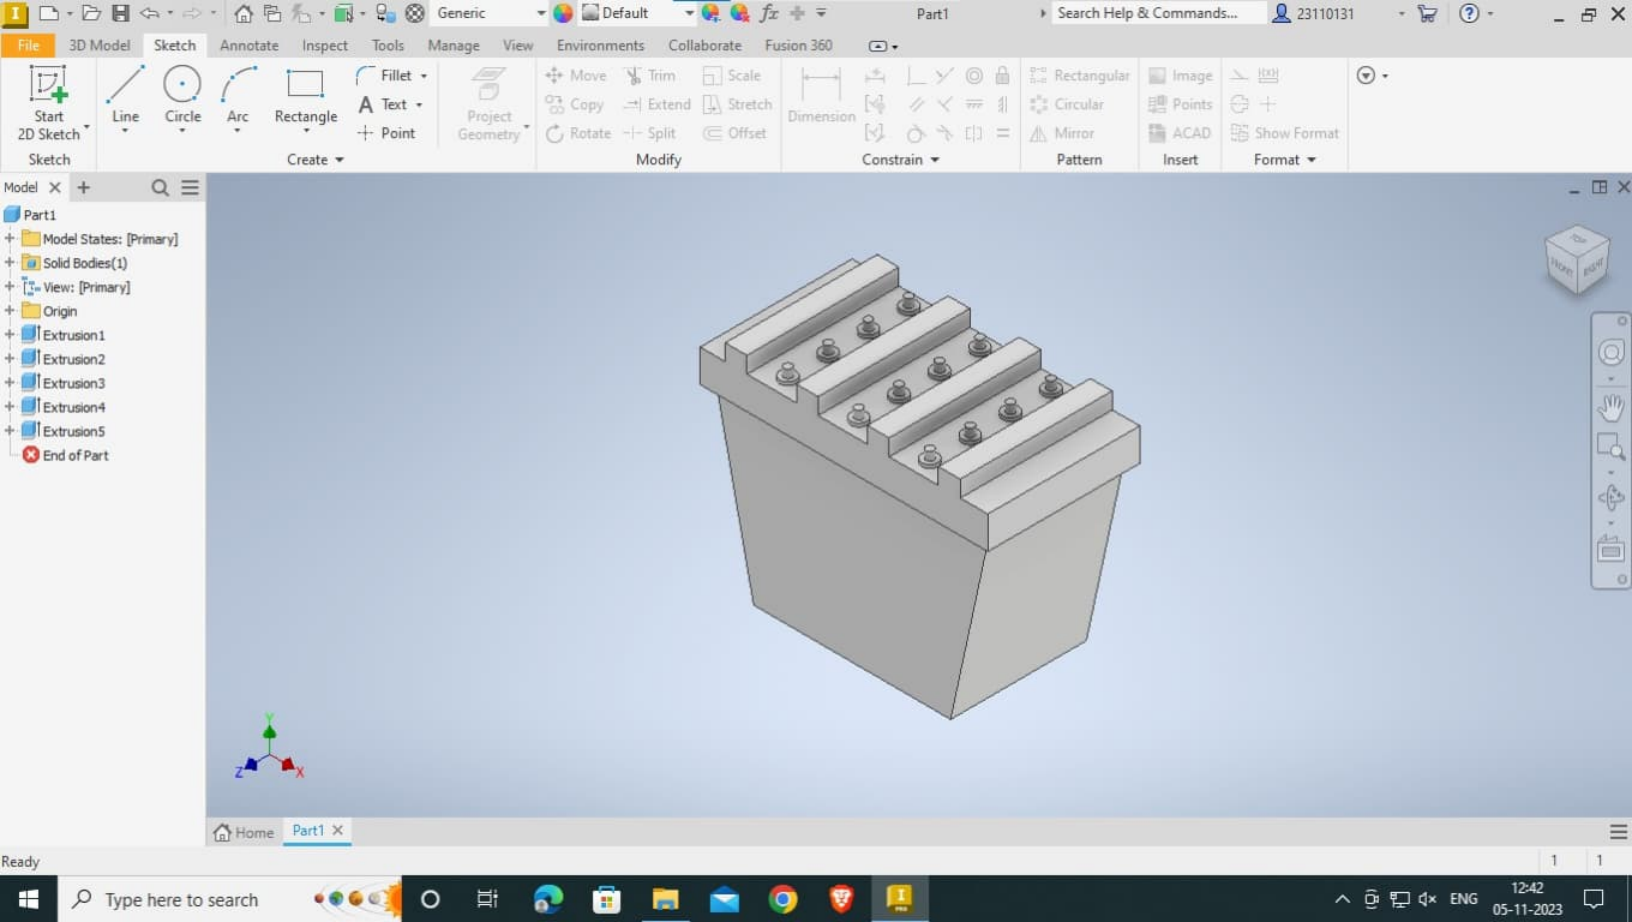 Generic
Default
Part1
Search Help & Commands...
23110131
File
3D Model
Sketch
Annotate
Inspect
Tools
Manage
View
Environments
Collaborate
Fusion 360
Start
2D Sketch
Sketch
Line
Circle
Arc
Rectangle
Fillet
Text
Point
Create
Project
Geometry
Move
Trim
Scale
Copy
Extend
Stretch
Rotate
Split
Offset
Modify
Dimension
Constrain
Rectangular
Circular
Mirror
Pattern
Image
Points
ACAD
Insert
Show Format
Format
Model
Part1
Model States: [Primary]
Solid Bodies(1)
View: [Primary]
Origin
Extrusion1
Extrusion2
Extrusion3
Extrusion4
Extrusion5
End of Part
FRONT
RIGHT
Y
Z
X
Home
Part1
Ready
1
1
Type here to search
ENG
12:42
05-11-2023